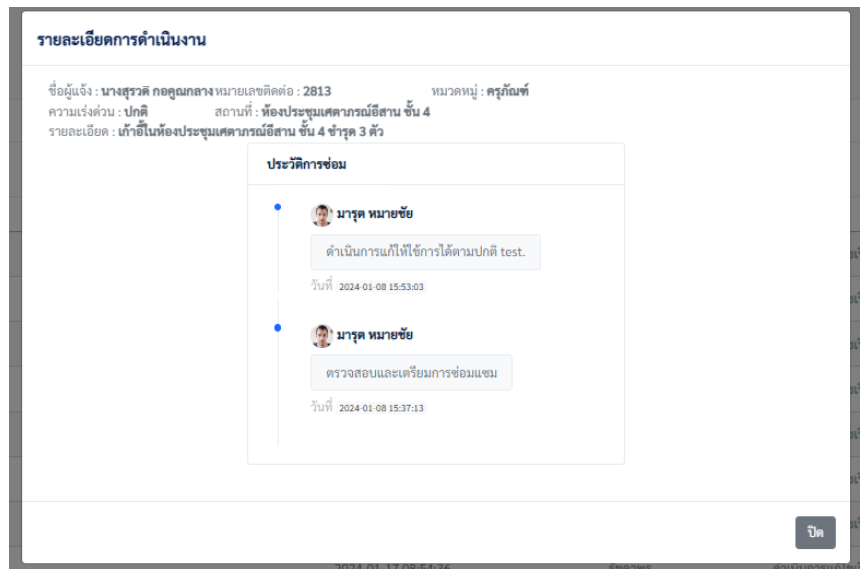 รายละเอียดการดำเนินงาน
ชื่อผู้แจ้ง : นางสุรวดี กอคูณกลาง หมายเลขติดต่อ : 2813 หมวดหมู่ : ครุภัณฑ์
ความเร่งด่วน : ปกติ สถานที่ : ห้องประชุมเศตาภรณ์อีสาน ชั้น 4
รายละเอียด : เก้าอี้ในห้องประชุมเศตาภรณ์อีสาน ชั้น 4 ชำรุด 3 ตัว
ประวัติการซ่อม
มารุต หมายชัย
ดำเนินการแก้ให้ใช้การได้ตามปกติ test.
วันที่ 2024-01-08 15:53:03
มารุต หมายชัย
ตรวจสอบและเตรียมการซ่อมแซม
วันที่ 2024-01-08 15:37:13
ปิด
2024-01-17 08:54:36